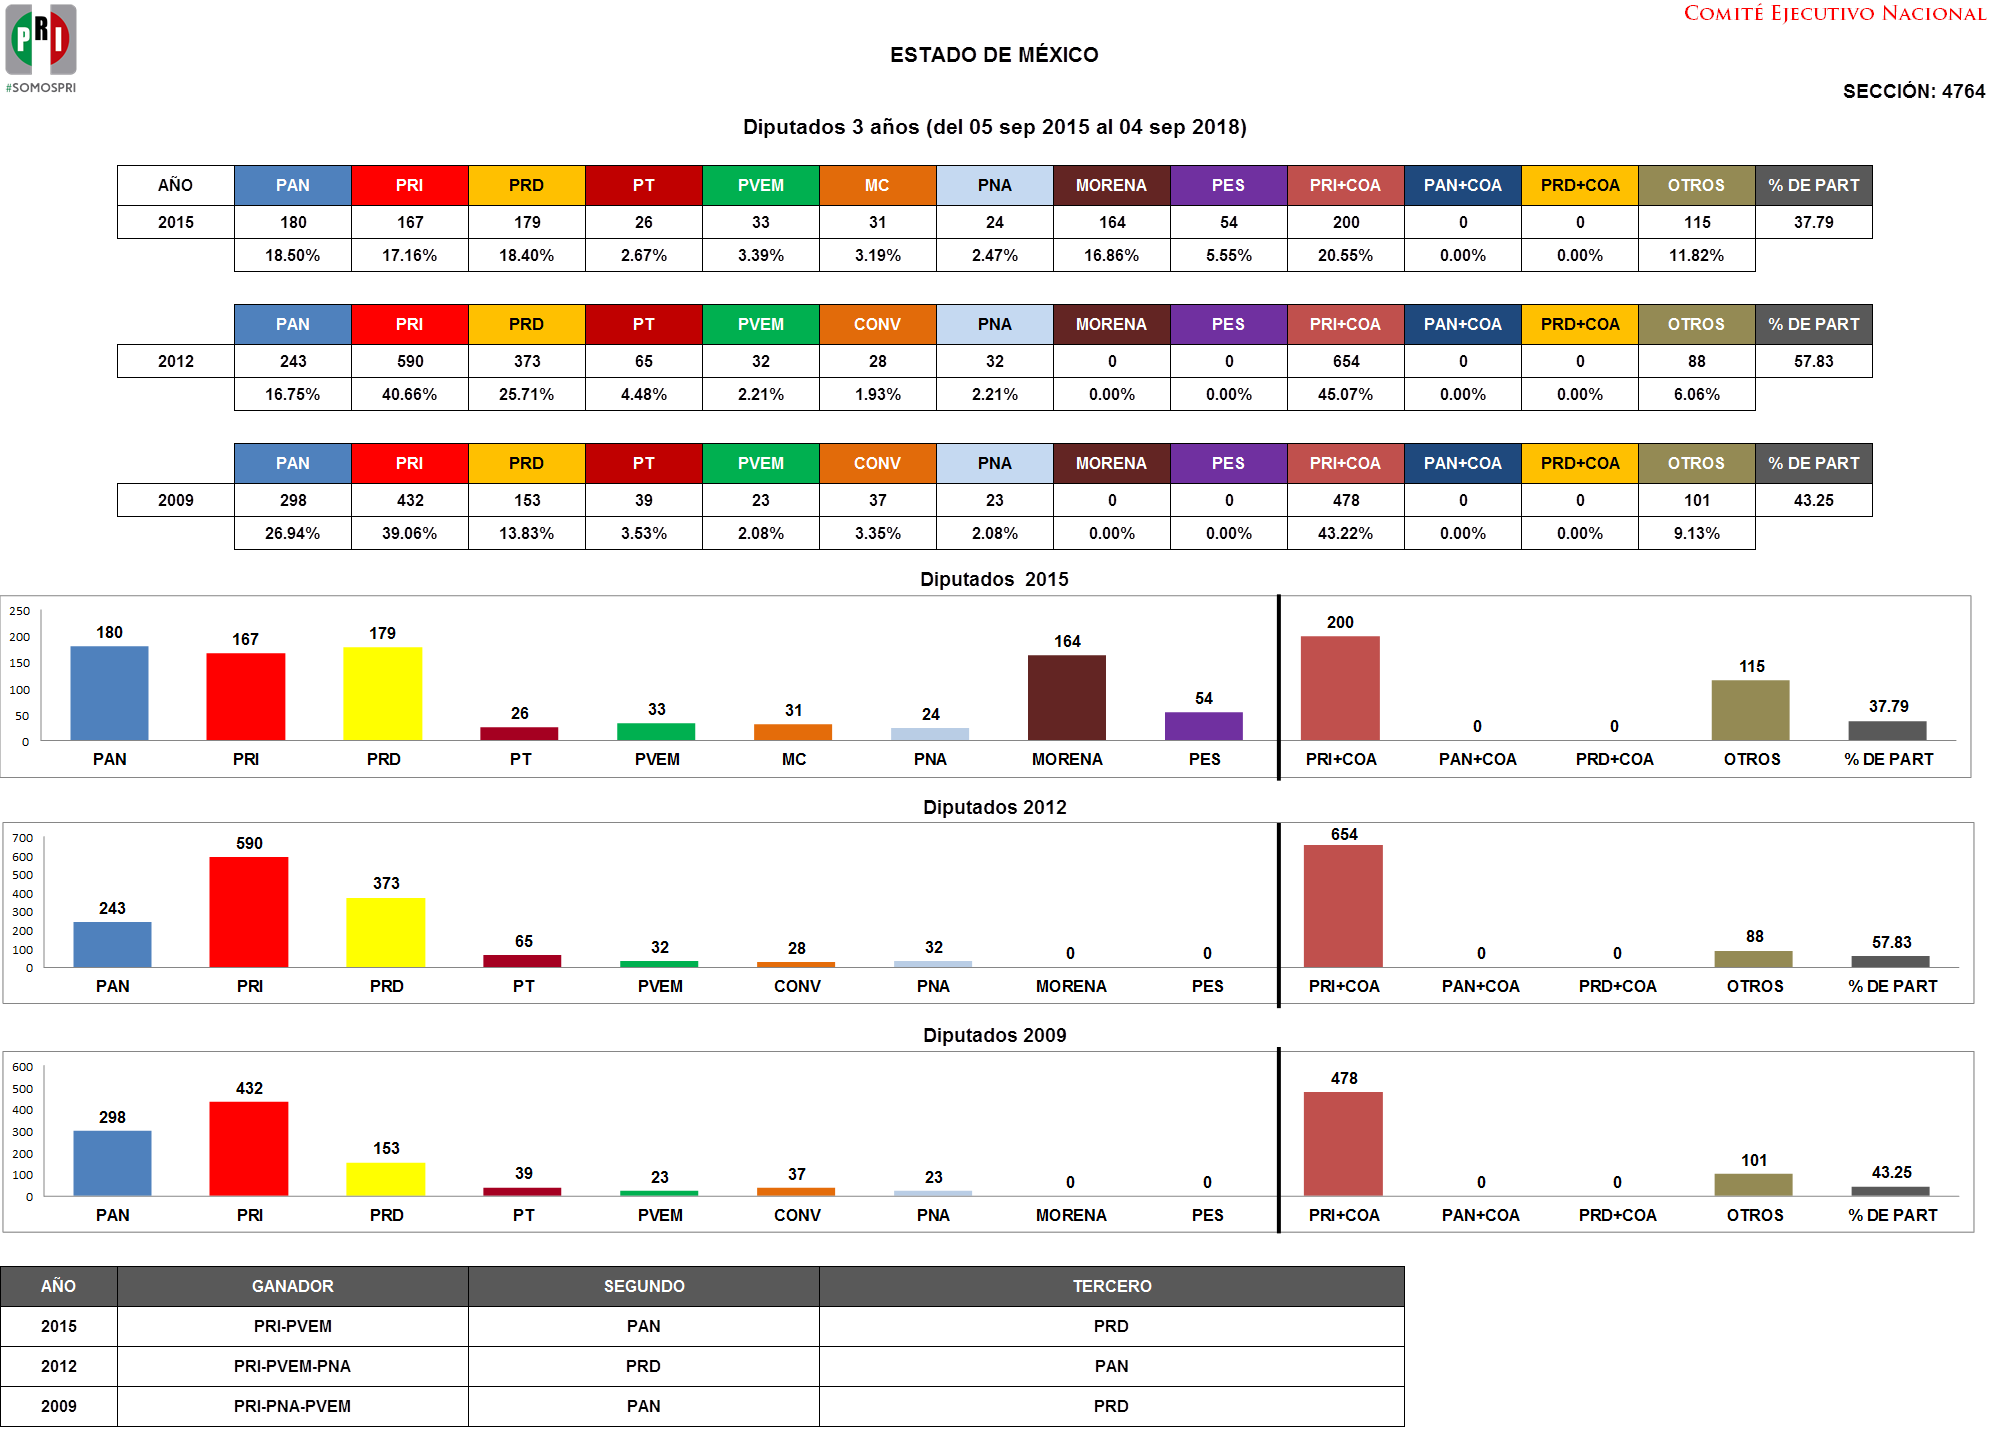 PRI
#SOMOSPRI
COMITÉ EJECUTIVO NACIONAL
ESTADO DE MÉXICO
SECCIÓN: 4764
Diputados 3 años (del 05 sep 2015 al 04 sep 2018)
AÑO PAN PRI PRD PT PVEM MC PNA MORENA PES PRI+COA PAN+COA PRD+COA OTROS % DE PART
2015 180 167 179 26 33 31 24 164 54 200 0 0 115 37.79
18.50% 17.16% 18.40% 2.67% 3.39% 3.19% 2.47% 16.86% 5.55% 20.55% 0.00% 0.00% 11.82%
PAN PRI PRD PT PVEM CONV PNA MORENA PES PRI+COA PAN+COA PRD+COA OTROS % DE PART
2012 243 590 373 65 32 28 32 0 0 654 0 0 88 57.83
16.75% 40.66% 25.71% 4.48% 2.21% 1.93% 2.21% 0.00% 0.00% 45.07% 0.00% 0.00% 6.06%
PAN PRI PRD PT PVEM CONV PNA MORENA PES PRI+COA PAN+COA PRD+COA OTROS % DE PART
2009 298 432 153 39 23 37 23 0 0 478 0 0 101 43.25
26.94% 39.06% 13.83% 3.53% 2.08% 3.35% 2.08% 0.00% 0.00% 43.22% 0.00% 0.00% 9.13%
Diputados 2015
250
200
150
100
50
0
180 167 179 26 33 31 24 164 54 200 0 0 115 37.79
PAN PRI PRD PT PVEM MC PNA MORENA PES PRI+COA PAN+COA PRD+COA OTROS % DE PART
Diputados 2012
700
600
500
400
300
200
100
0
243 590 373 65 32 28 32 0 0 654 0 0 88 57.83
PAN PRI PRD PT PVEM CONV PNA MORENA PES PRI+COA PAN+COA PRD+COA OTROS % DE PART
Diputados 2009
600
500
400
300
200
100
0
298 432 153 39 23 37 23 0 0 478 0 0 101 43.25
PAN PRI PRD PT PVEM CONV PNA MORENA PES PRI+COA PAN+COA PRD+COA OTROS % DE PART
AÑO GANADOR SEGUNDO TERCERO
2015 PRI-PVEM PAN PRD
2012 PRI-PVEM-PNA PRD PAN
2009 PRI-PNA-PVEM PAN PRD